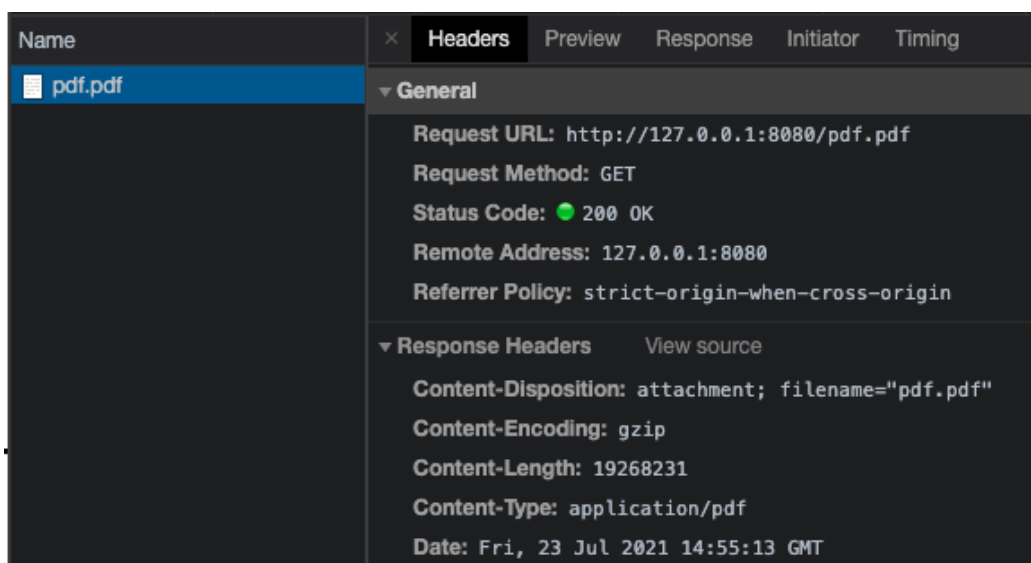 Name
× Headers Preview Response Initiator Timing
pdf.pdf
General
Request URL: http://127.0.0.1:8080/pdf.pdf
Request Method: GET
Status Code: 200 OK
Remote Address: 127.0.0.1:8080
Referrer Policy: strict-origin-when-cross-origin
Response Headers View source
Content-Disposition: attachment; filename="pdf.pdf"
Content-Encoding: gzip
Content-Length: 19268231
Content-Type: application/pdf
Date: Fri, 23 Jul 2021 14:55:13 GMT